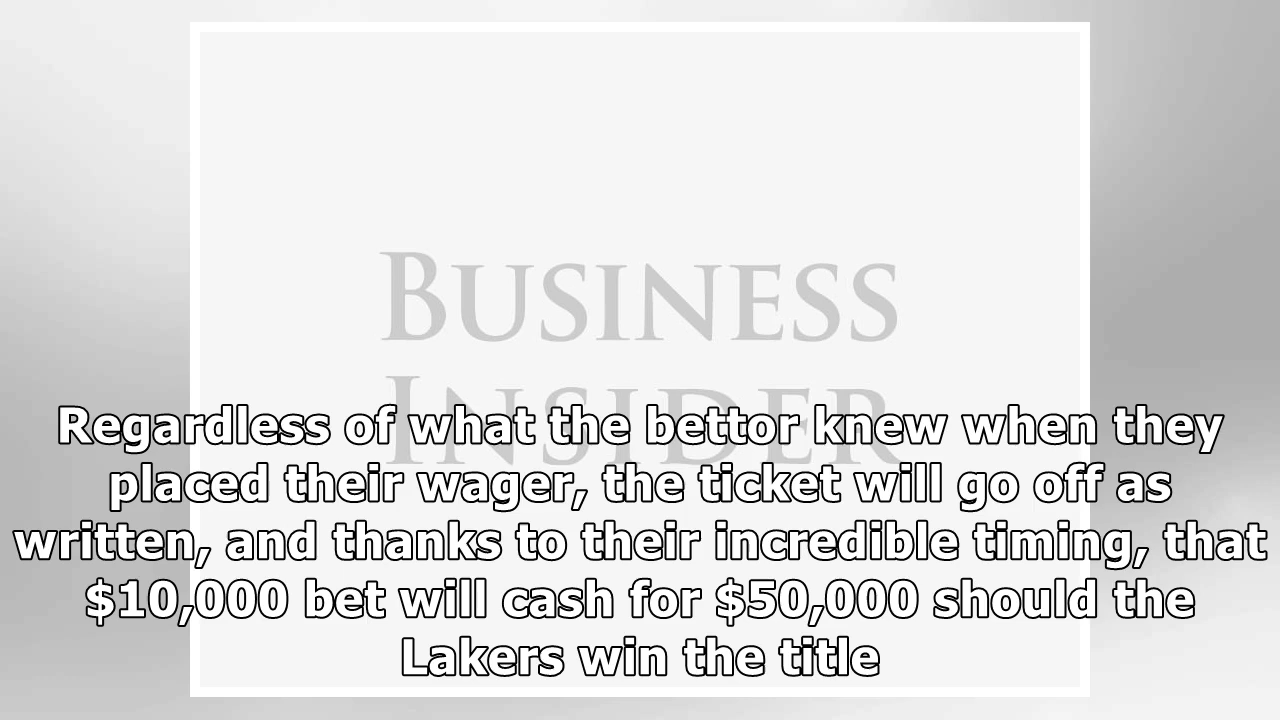 BUSINESS
INSIDER
Regardless of what the bettor knew when they
placed their wager, the ticket will go off as
written, and thanks to their incredible timing, that
$10,000 bet will cash for $50,000 should the
Lakers win the title